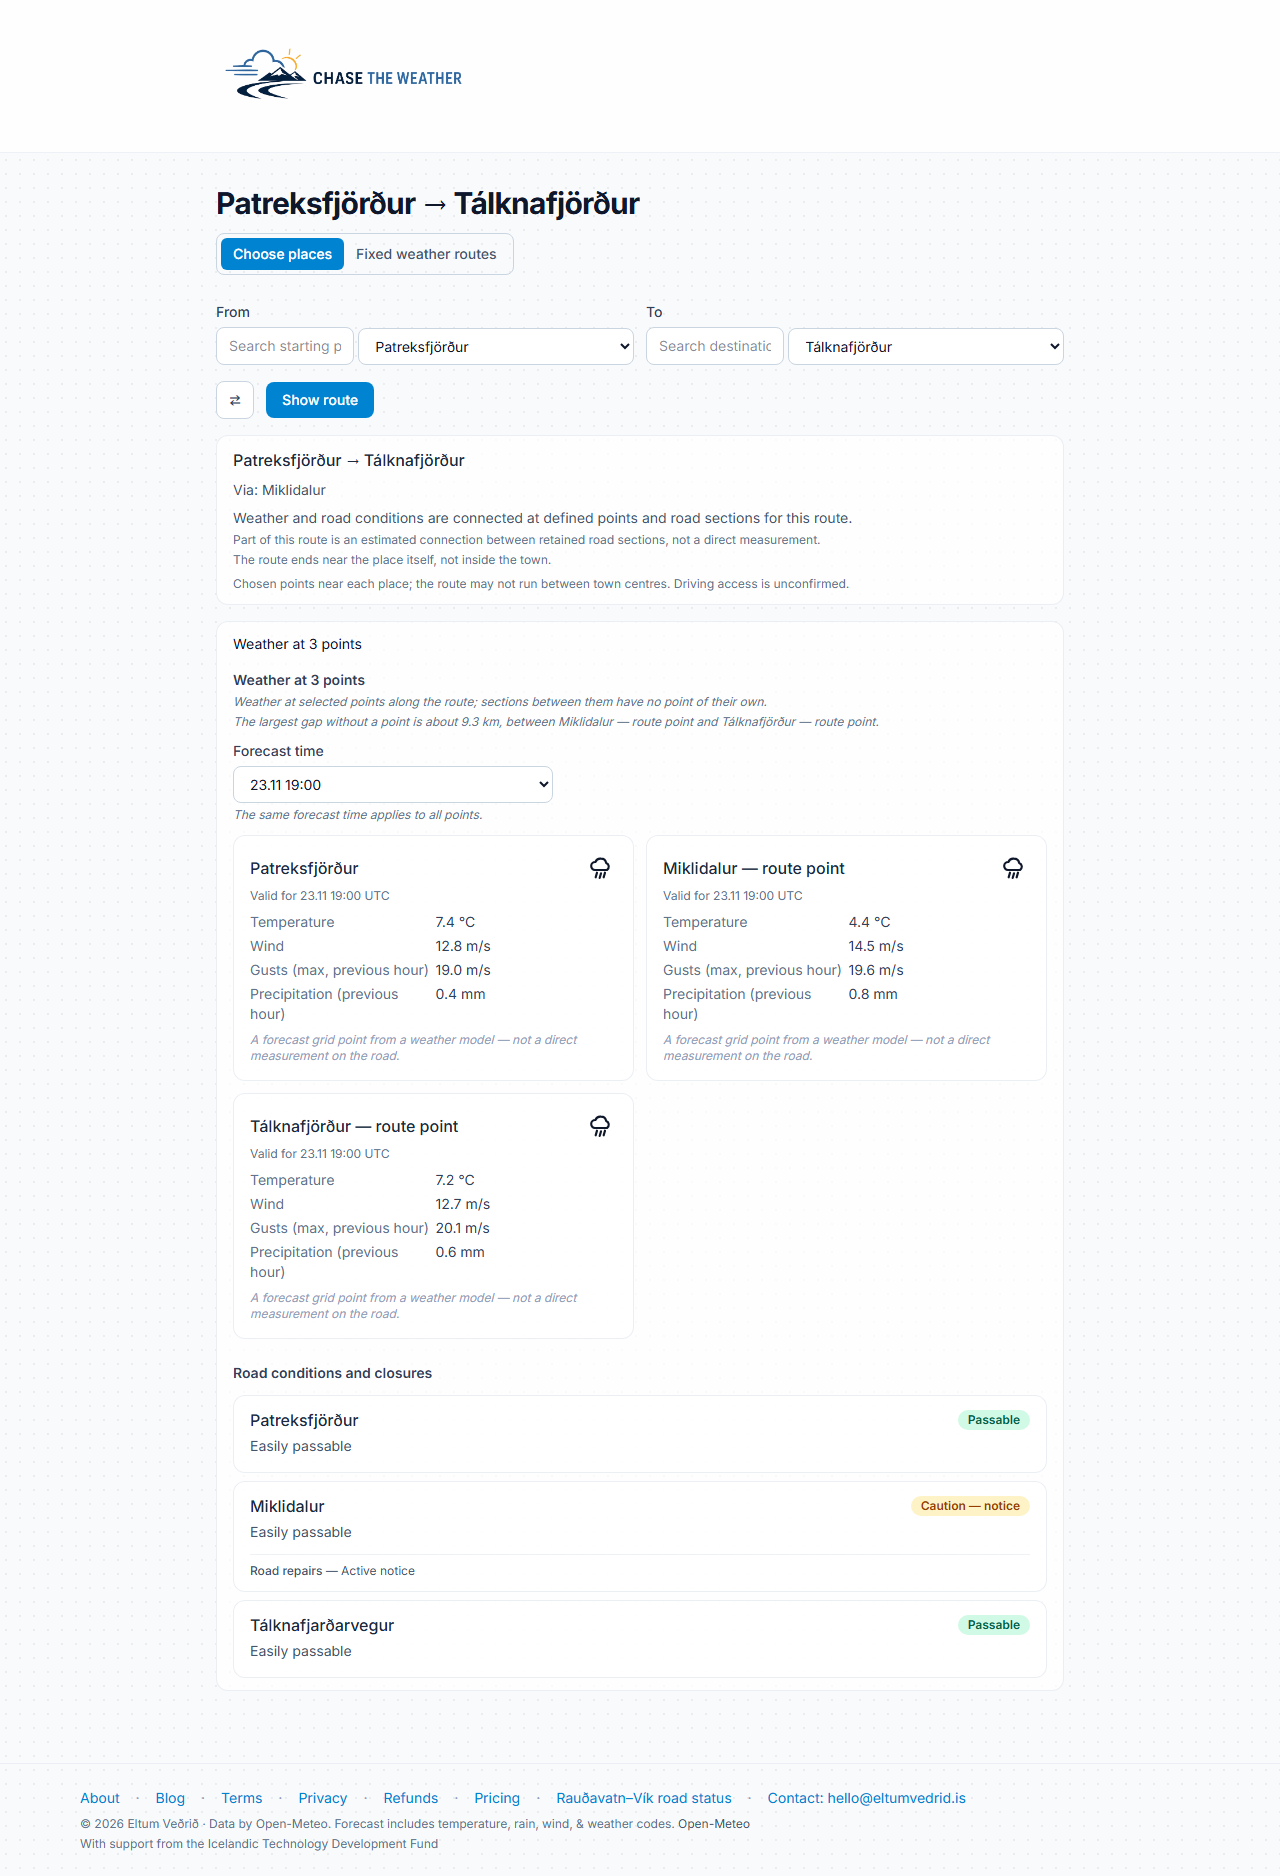 CHASE THE WEATHER
Patreksfjörður → Tálknafjörður
Choose places
Fixed weather routes
From
To
Search starting p
Patreksfjörður
Search destinatic
Tálknafjörður
⇄
Show route
Patreksfjörður → Tálknafjörður
Via: Miklidalur
Weather and road conditions are connected at defined points and road sections for this route.
Part of this route is an estimated connection between retained road sections, not a direct measurement.
The route ends near the place itself, not inside the town.
Chosen points near each place; the route may not run between town centres. Driving access is unconfirmed.
Weather at 3 points
Weather at 3 points
Weather at selected points along the route; sections between them have no point of their own.
The largest gap without a point is about 9.3 km, between Miklidalur — route point and Tálknafjörður — route point.
Forecast time
23.11 19:00
The same forecast time applies to all points.
Patreksfjörður
Valid for 23.11 19:00 UTC
Temperature 7.4 °C
Wind 12.8 m/s
Gusts (max, previous hour) 19.0 m/s
Precipitation (previous 0.4 mm
hour)
A forecast grid point from a weather model — not a direct
measurement on the road.
Miklidalur — route point
Valid for 23.11 19:00 UTC
Temperature 4.4 °C
Wind 14.5 m/s
Gusts (max, previous hour) 19.6 m/s
Precipitation (previous 0.8 mm
hour)
A forecast grid point from a weather model — not a direct
measurement on the road.
Tálknafjörður — route point
Valid for 23.11 19:00 UTC
Temperature 7.2 °C
Wind 12.7 m/s
Gusts (max, previous hour) 20.1 m/s
Precipitation (previous 0.6 mm
hour)
A forecast grid point from a weather model — not a direct
measurement on the road.
Road conditions and closures
Patreksfjörður
Passable
Easily passable
Miklidalur
Caution — notice
Easily passable
Road repairs — Active notice
Tálknafjarðarvegur
Passable
Easily passable
About · Blog · Terms · Privacy · Refunds · Pricing · Rauðavatn–Vík road status · Contact: hello@eltumvedrid.is
© 2026 Eltum Veðrið · Data by Open-Meteo. Forecast includes temperature, rain, wind, & weather codes. Open-Meteo
With support from the Icelandic Technology Development Fund